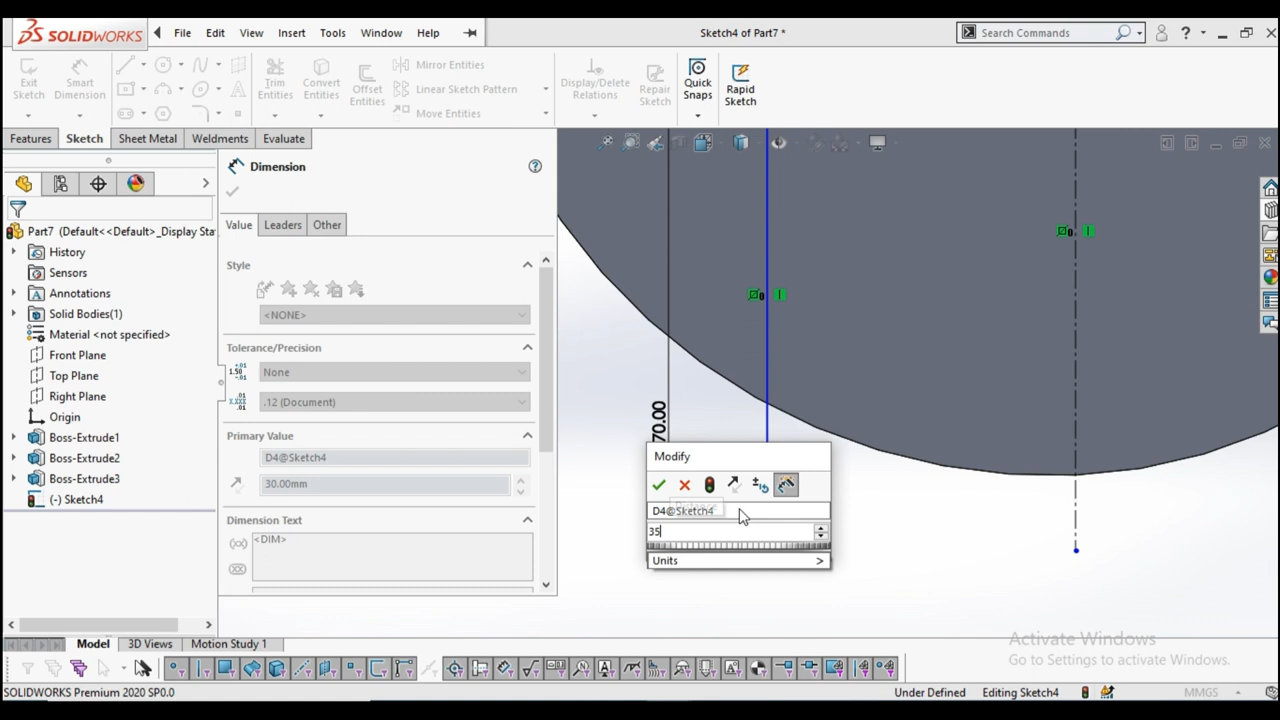 SOLIDWORKS
File Edit View Insert Tools Window Help
Sketch4 of Part7 *
Search Commands
Exit Sketch
Smart Dimension
Trim Entities
Convert Entities
Offset Entities
Mirror Entities
Linear Sketch Pattern
Move Entities
Display/Delete Relations
Repair Sketch
Quick Snaps
Rapid Sketch
Features Sketch Sheet Metal Weldments Evaluate
Part7 (Default<<Default>_Display Sta
History
Sensors
Annotations
Solid Bodies(1)
Material <not specified>
Front Plane
Top Plane
Right Plane
Origin
Boss-Extrude1
Boss-Extrude2
Boss-Extrude3
(-) Sketch4
Dimension
Value Leaders Other
Style
<NONE>
Tolerance/Precision
None
.12 (Document)
Primary Value
D4@Sketch4
30.00mm
Dimension Text
<DIM>
70.00
Modify
D4@Sketch4
35
Units
Activate Windows
Go to Settings to activate Windows.
Model 3D Views Motion Study 1
SOLIDWORKS Premium 2020 SP0.0
Under Defined Editing Sketch4 MMGS